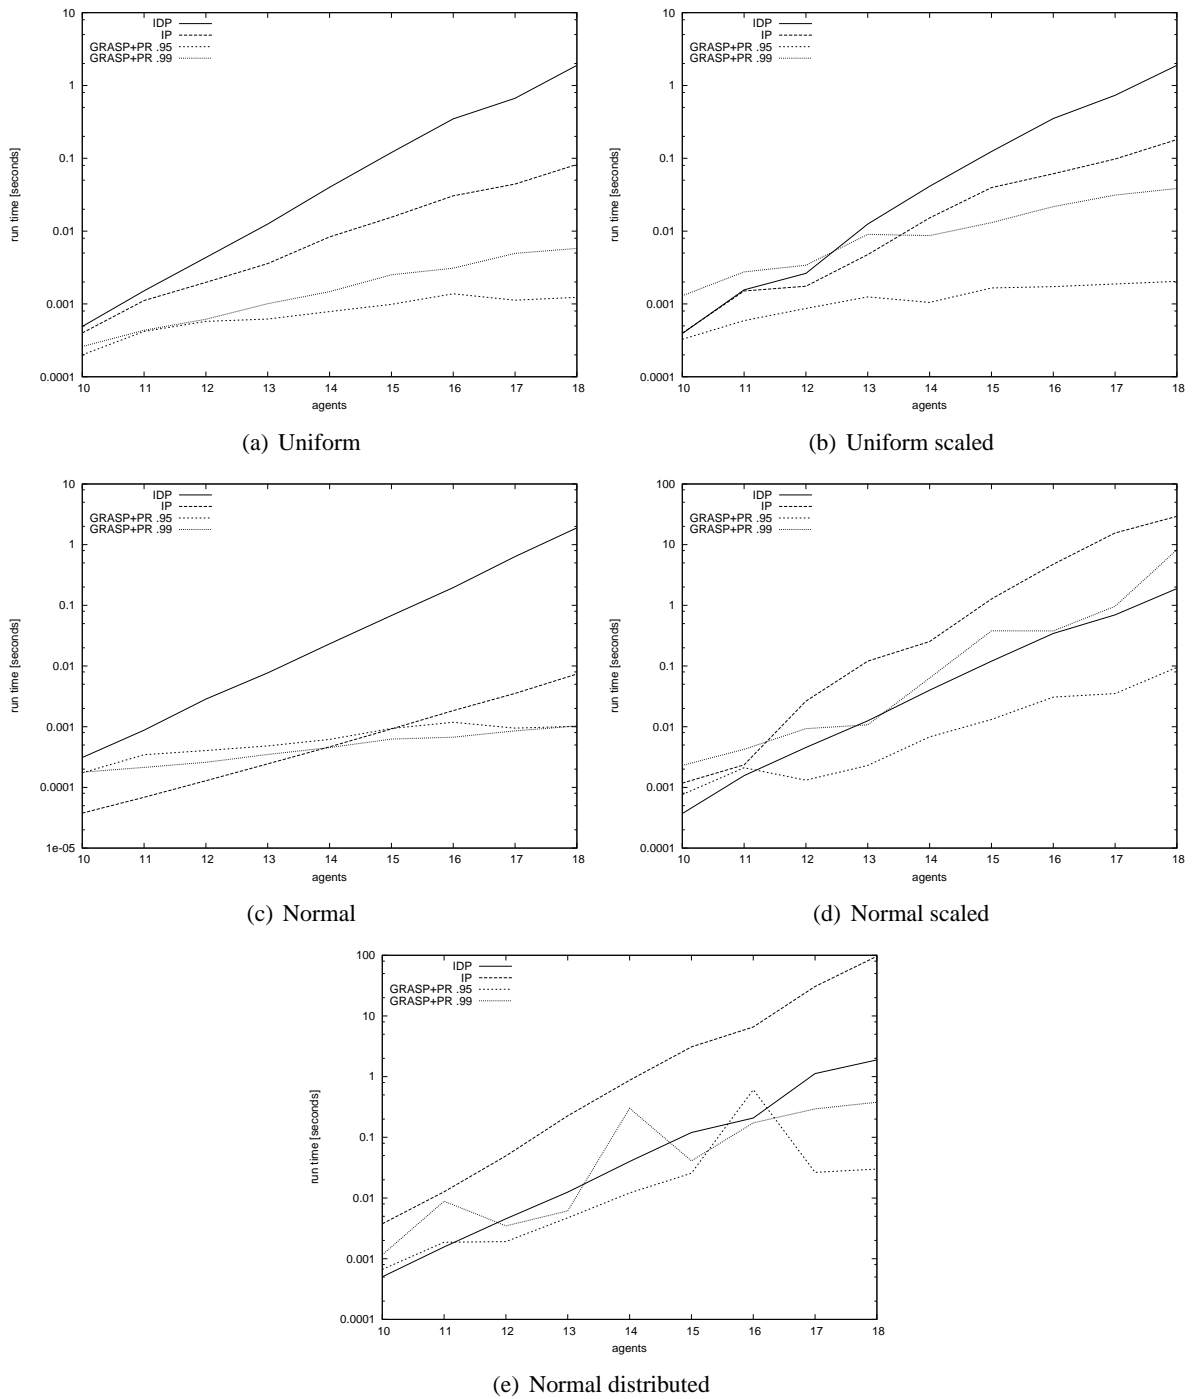 10
1
0.1
0.01
0.001
0.0001
run time [seconds]
IDP
IP
GRASP+PR .95
GRASP+PR .99
10 11 12 13 14 15 16 17 18
agents
(a) Uniform
10
1
0.1
0.01
0.001
0.0001
run time [seconds]
IDP
IP
GRASP+PR .95
GRASP+PR .99
10 11 12 13 14 15 16 17 18
agents
(b) Uniform scaled
10
1
0.1
0.01
0.001
0.0001
1e-05
run time [seconds]
IDP
IP
GRASP+PR .95
GRASP+PR .99
10 11 12 13 14 15 16 17 18
agents
(c) Normal
100
10
1
0.1
0.01
0.001
0.0001
run time [seconds]
IDP
IP
GRASP+PR .95
GRASP+PR .99
10 11 12 13 14 15 16 17 18
agents
(d) Normal scaled
100
10
1
0.1
0.01
0.001
0.0001
run time [seconds]
IDP
IP
GRASP+PR .95
GRASP+PR .99
10 11 12 13 14 15 16 17 18
agents
(e) Normal distributed